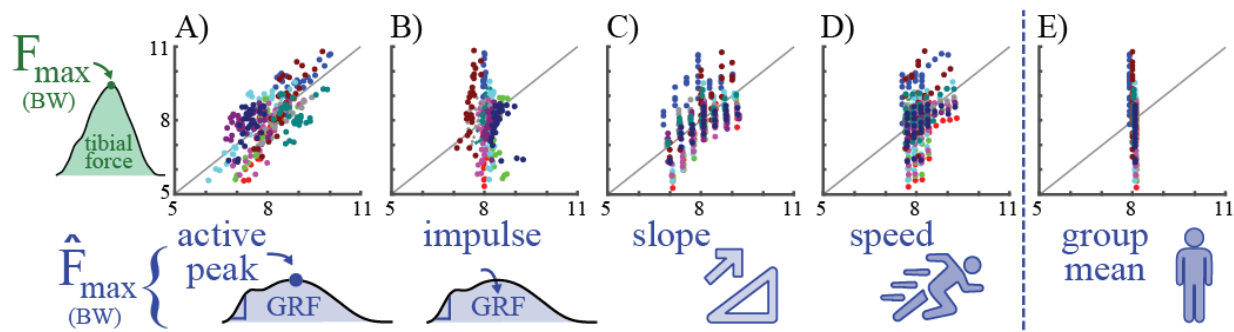 A) B) C) D) E)
F max (BW)
tibial
force
11
8
5
5 8 11 5 8 11 5 8 11 5 8 11 5 8 11
F̂ max (BW)
active
peak
GRF
impulse
GRF
slope
speed
group
mean